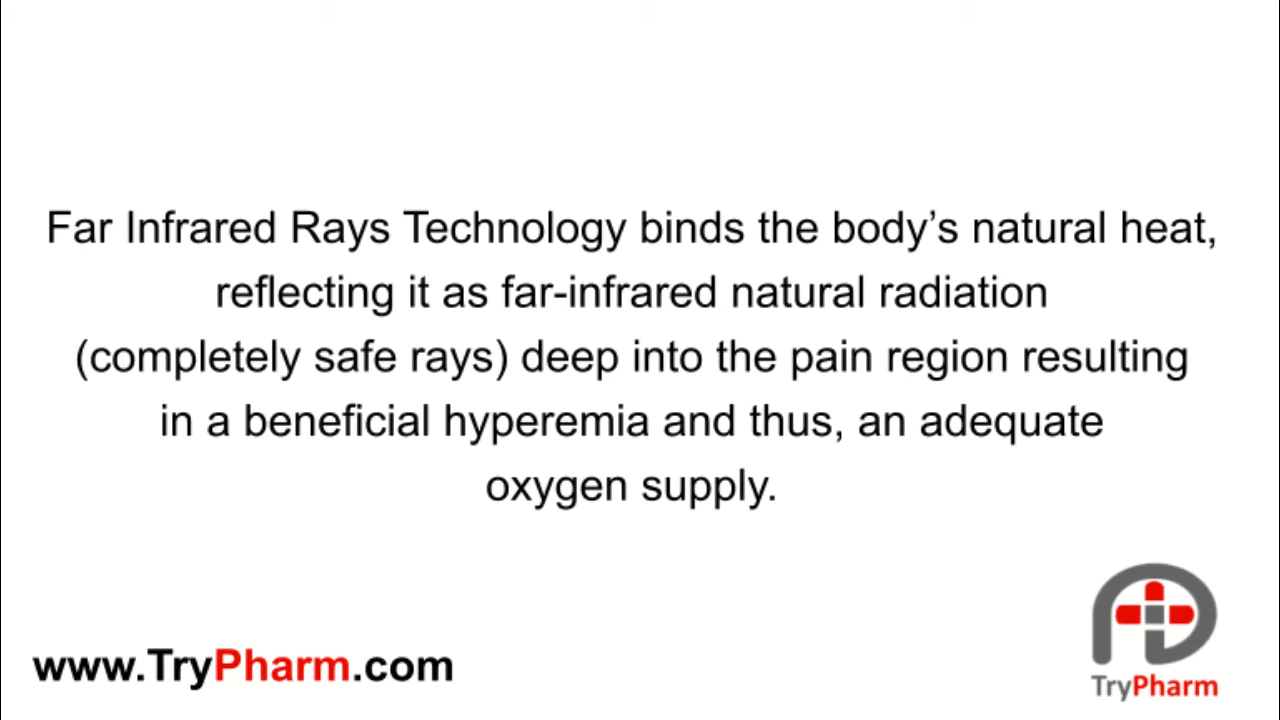 Far Infrared Rays Technology binds the body’s natural heat,
reflecting it as far-infrared natural radiation
(completely safe rays) deep into the pain region resulting
in a beneficial hyperemia and thus, an adequate
oxygen supply.
www.TryPharm.com
TryPharm